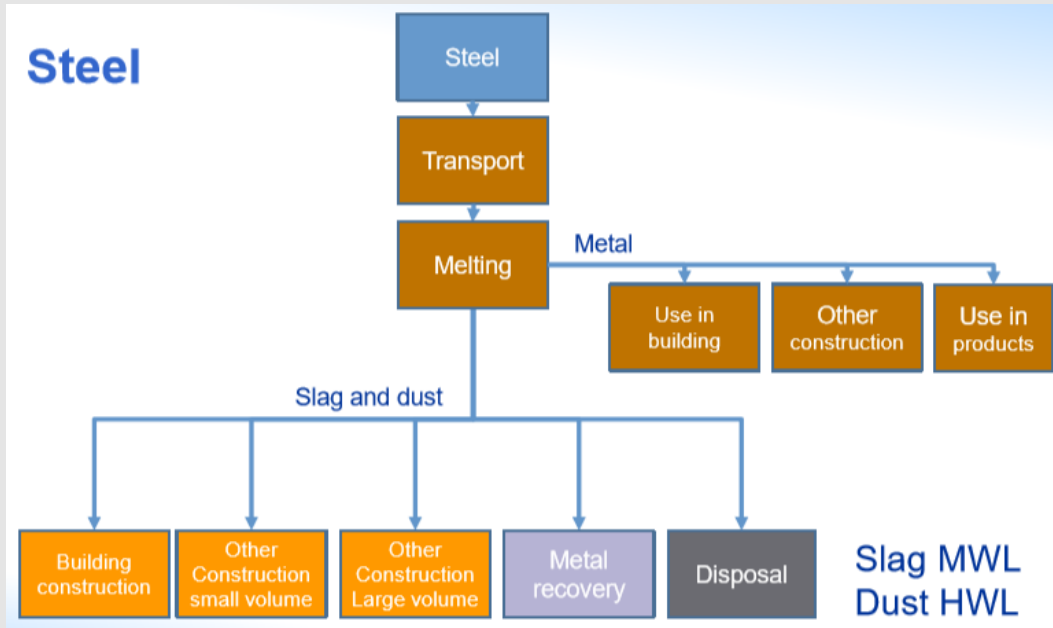 Steel
Steel
Transport
Melting
Metal
Use in
building
Other
construction
Use in
products
Slag and dust
Building
construction
Other
Construction
small volume
Other
Construction
Large volume
Metal
recovery
Disposal
Slag MWL
Dust HWL